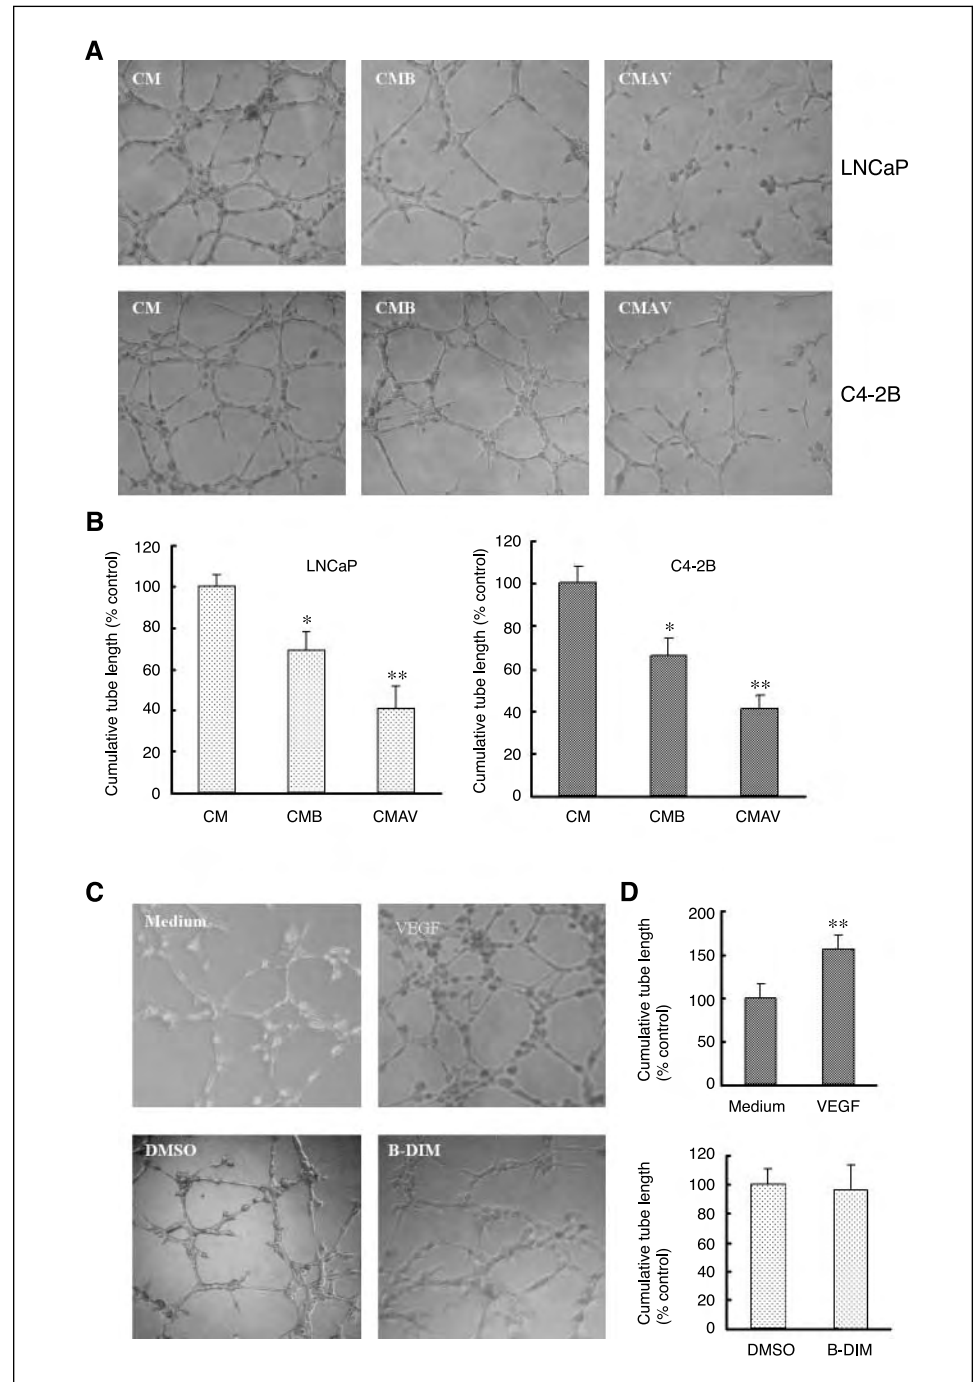 A
CM
CMB
CMAV
LNCaP
CM
CMB
CMAV
C4-2B
B
Cumulative tube length (% control)
120
100
80
60
40
20
0
LNCaP
*
**
CM
CMB
CMAV
Cumulative tube length (% control)
120
100
80
60
40
20
0
C4-2B
*
**
CM
CMB
CMAV
C
Medium
VEGF
DMSO
B-DIM
D
Cumulative tube length
(% control)
200
150
100
50
0
**
Medium
VEGF
Cumulative tube length
(% control)
120
100
80
60
40
20
0
DMSO
B-DIM